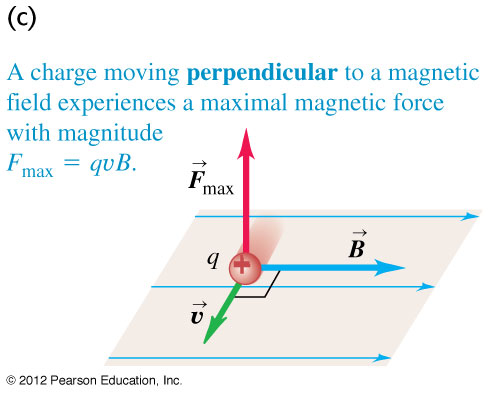 (c)
A charge moving perpendicular to a magnetic
field experiences a maximal magnetic force
with magnitude
Fmax = qvB.
F⃗max
q
+
B⃗
v⃗
© 2012 Pearson Education, Inc.